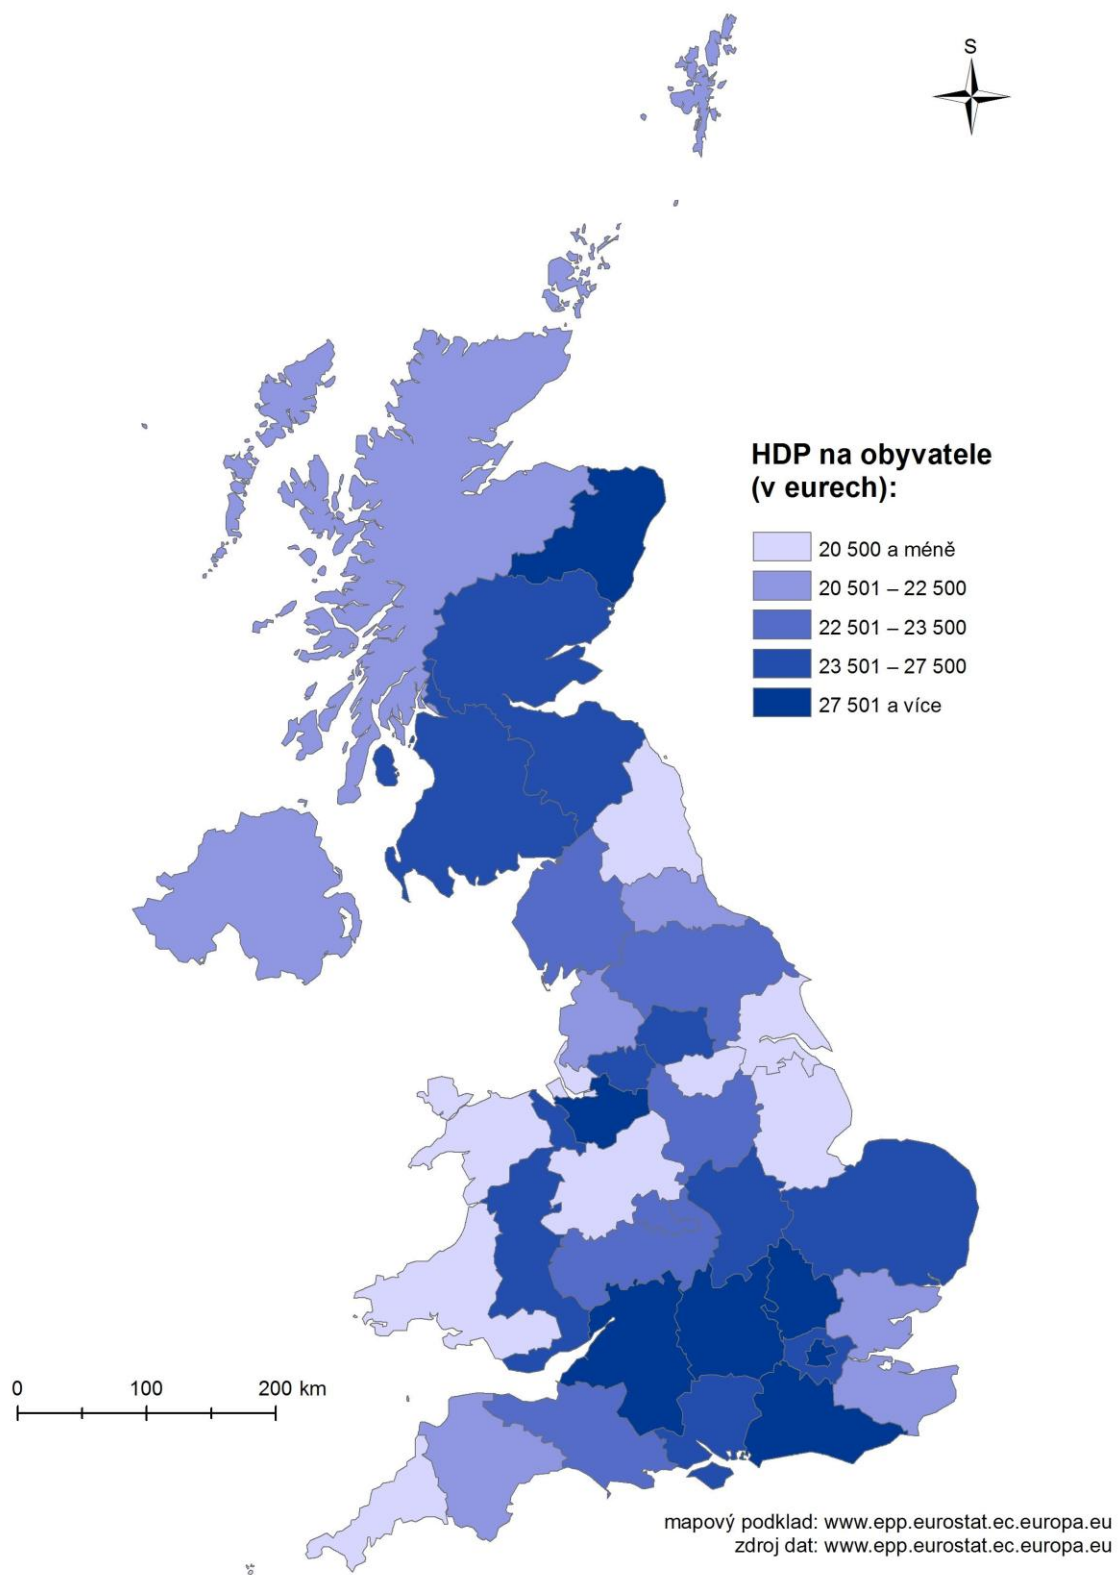 S
HDP na obyvatele
(v eurech):
20 500 a méně
20 501 – 22 500
22 501 – 23 500
23 501 – 27 500
27 501 a více
0 100 200 km
mapový podklad: www.epp.eurostat.ec.europa.eu
zdroj dat: www.epp.eurostat.ec.europa.eu